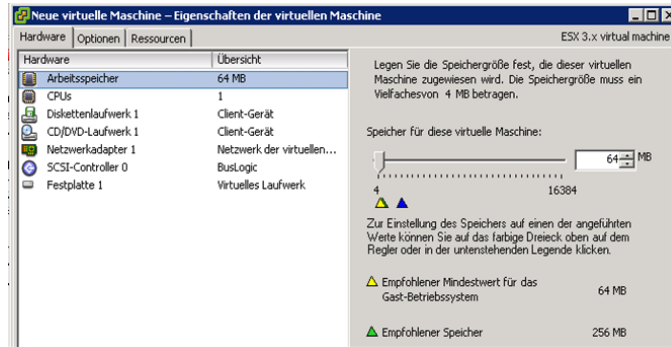 Neue virtuelle Maschine – Eigenschaften der virtuellen Maschine
Hardware Optionen Ressourcen
ESX 3.x virtual machine
Hardware Übersicht
Arbeitsspeicher 64 MB
CPUs 1
Diskettenlaufwerk 1 Client-Gerät
CD/DVD-Laufwerk 1 Client-Gerät
Netzwerkadapter 1 Netzwerk der virtuellen...
SCSI-Controller 0 BusLogic
Festplatte 1 Virtuelles Laufwerk
Legen Sie die Speichergröße fest, die dieser virtuellen
Maschine zugewiesen wird. Die Speichergröße muss ein
Vielfachesvon 4 MB betragen.
Speicher für diese virtuelle Maschine:
64 MB
4 16384
Zur Einstellung des Speichers auf einen der angeführten
Werte können Sie auf das farbige Dreieck oben auf dem
Regler oder in der untenstehenden Legende klicken.
Empfohlener Mindestwert für das
Gast-Betriebssystem 64 MB
Empfohlener Speicher 256 MB